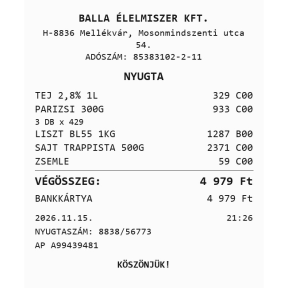 BALLA ÉLELMISZER KFT.
H-8836 Mellékvár, Mosonmindszenti utca
54.
ADÓSZÁM: 85383102-2-11
NYUGTA
TEJ 2,8% 1L 329 C00
PARIZSI 300G 933 C00
3 DB x 429
LISZT BL55 1KG 1287 B00
SAJT TRAPPISTA 500G 2371 C00
ZSEMLE 59 C00
VÉGÖSSZEG: 4 979 Ft
BANKKÁRTYA 4 979 Ft
2026.11.15. 21:26
NYUGTASZÁM: 8838/56773
AP A99439481
KÖSZÖNJÜK!